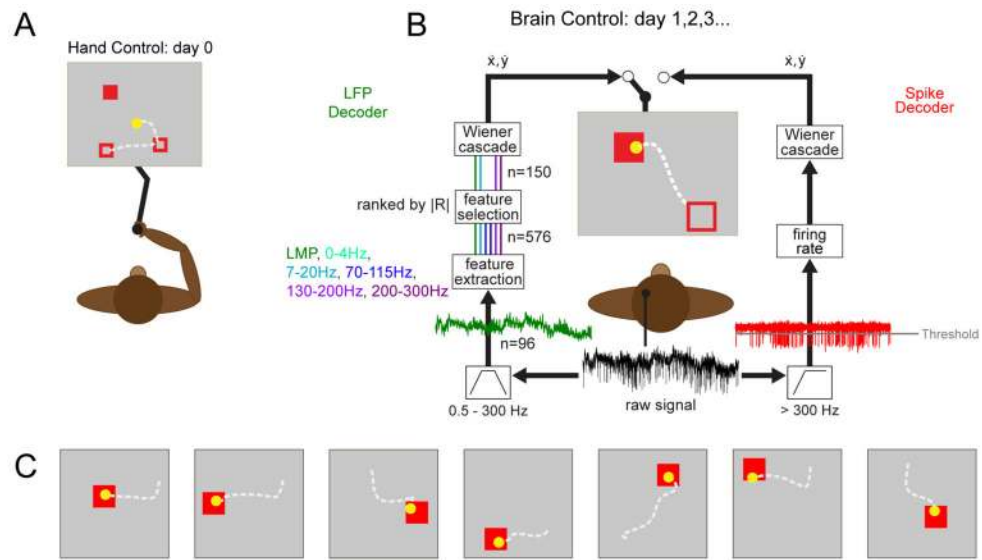 A
Hand Control: day 0
B
Brain Control: day 1,2,3...
ẋ,ẏ
ẋ,ẏ
LFP
Decoder
Spike
Decoder
Wiener
cascade
Wiener
cascade
n=150
ranked by |R|
feature
selection
n=576
firing
rate
LMP, 0-4Hz,
7-20Hz, 70-115Hz,
130-200Hz, 200-300Hz
feature
extraction
Threshold
n=96
raw signal
0.5 - 300 Hz
> 300 Hz
C